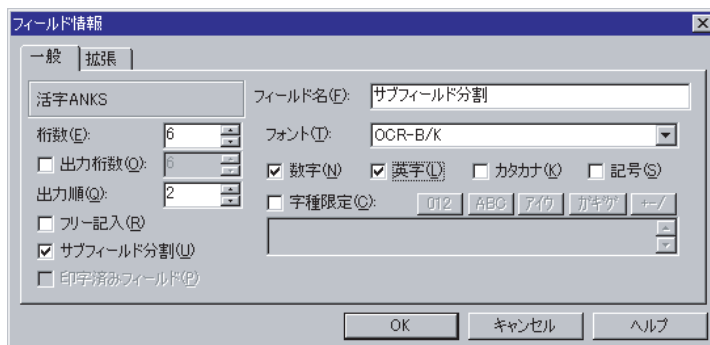 フィールド情報
一般 拡張
活字ANKS
フィールド名(F): サブフィールド分割
桁数(E): 6
フォント(T): OCR-B/K
出力桁数(O): 6
数字(N) 英字(L) カタカナ(K) 記号(S)
出力順(Q): 2
字種限定(C): 012 ABC アイウ ガギグ +-/
フリー記入(R)
サブフィールド分割(U)
印字済みフィールド(P)
OK キャンセル ヘルプ